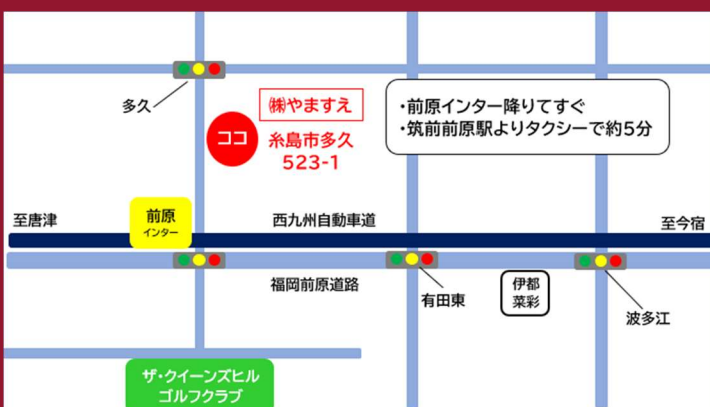 多久
㈱やますえ
ココ
糸島市多久
523-1
・前原インター降りてすぐ
・筑前前原駅よりタクシーで約5分
至唐津
前原
インター
西九州自動車道
至今宿
福岡前原道路
有田東
伊都
菜彩
波多江
ザ・クイーンズヒル
ゴルフクラブ